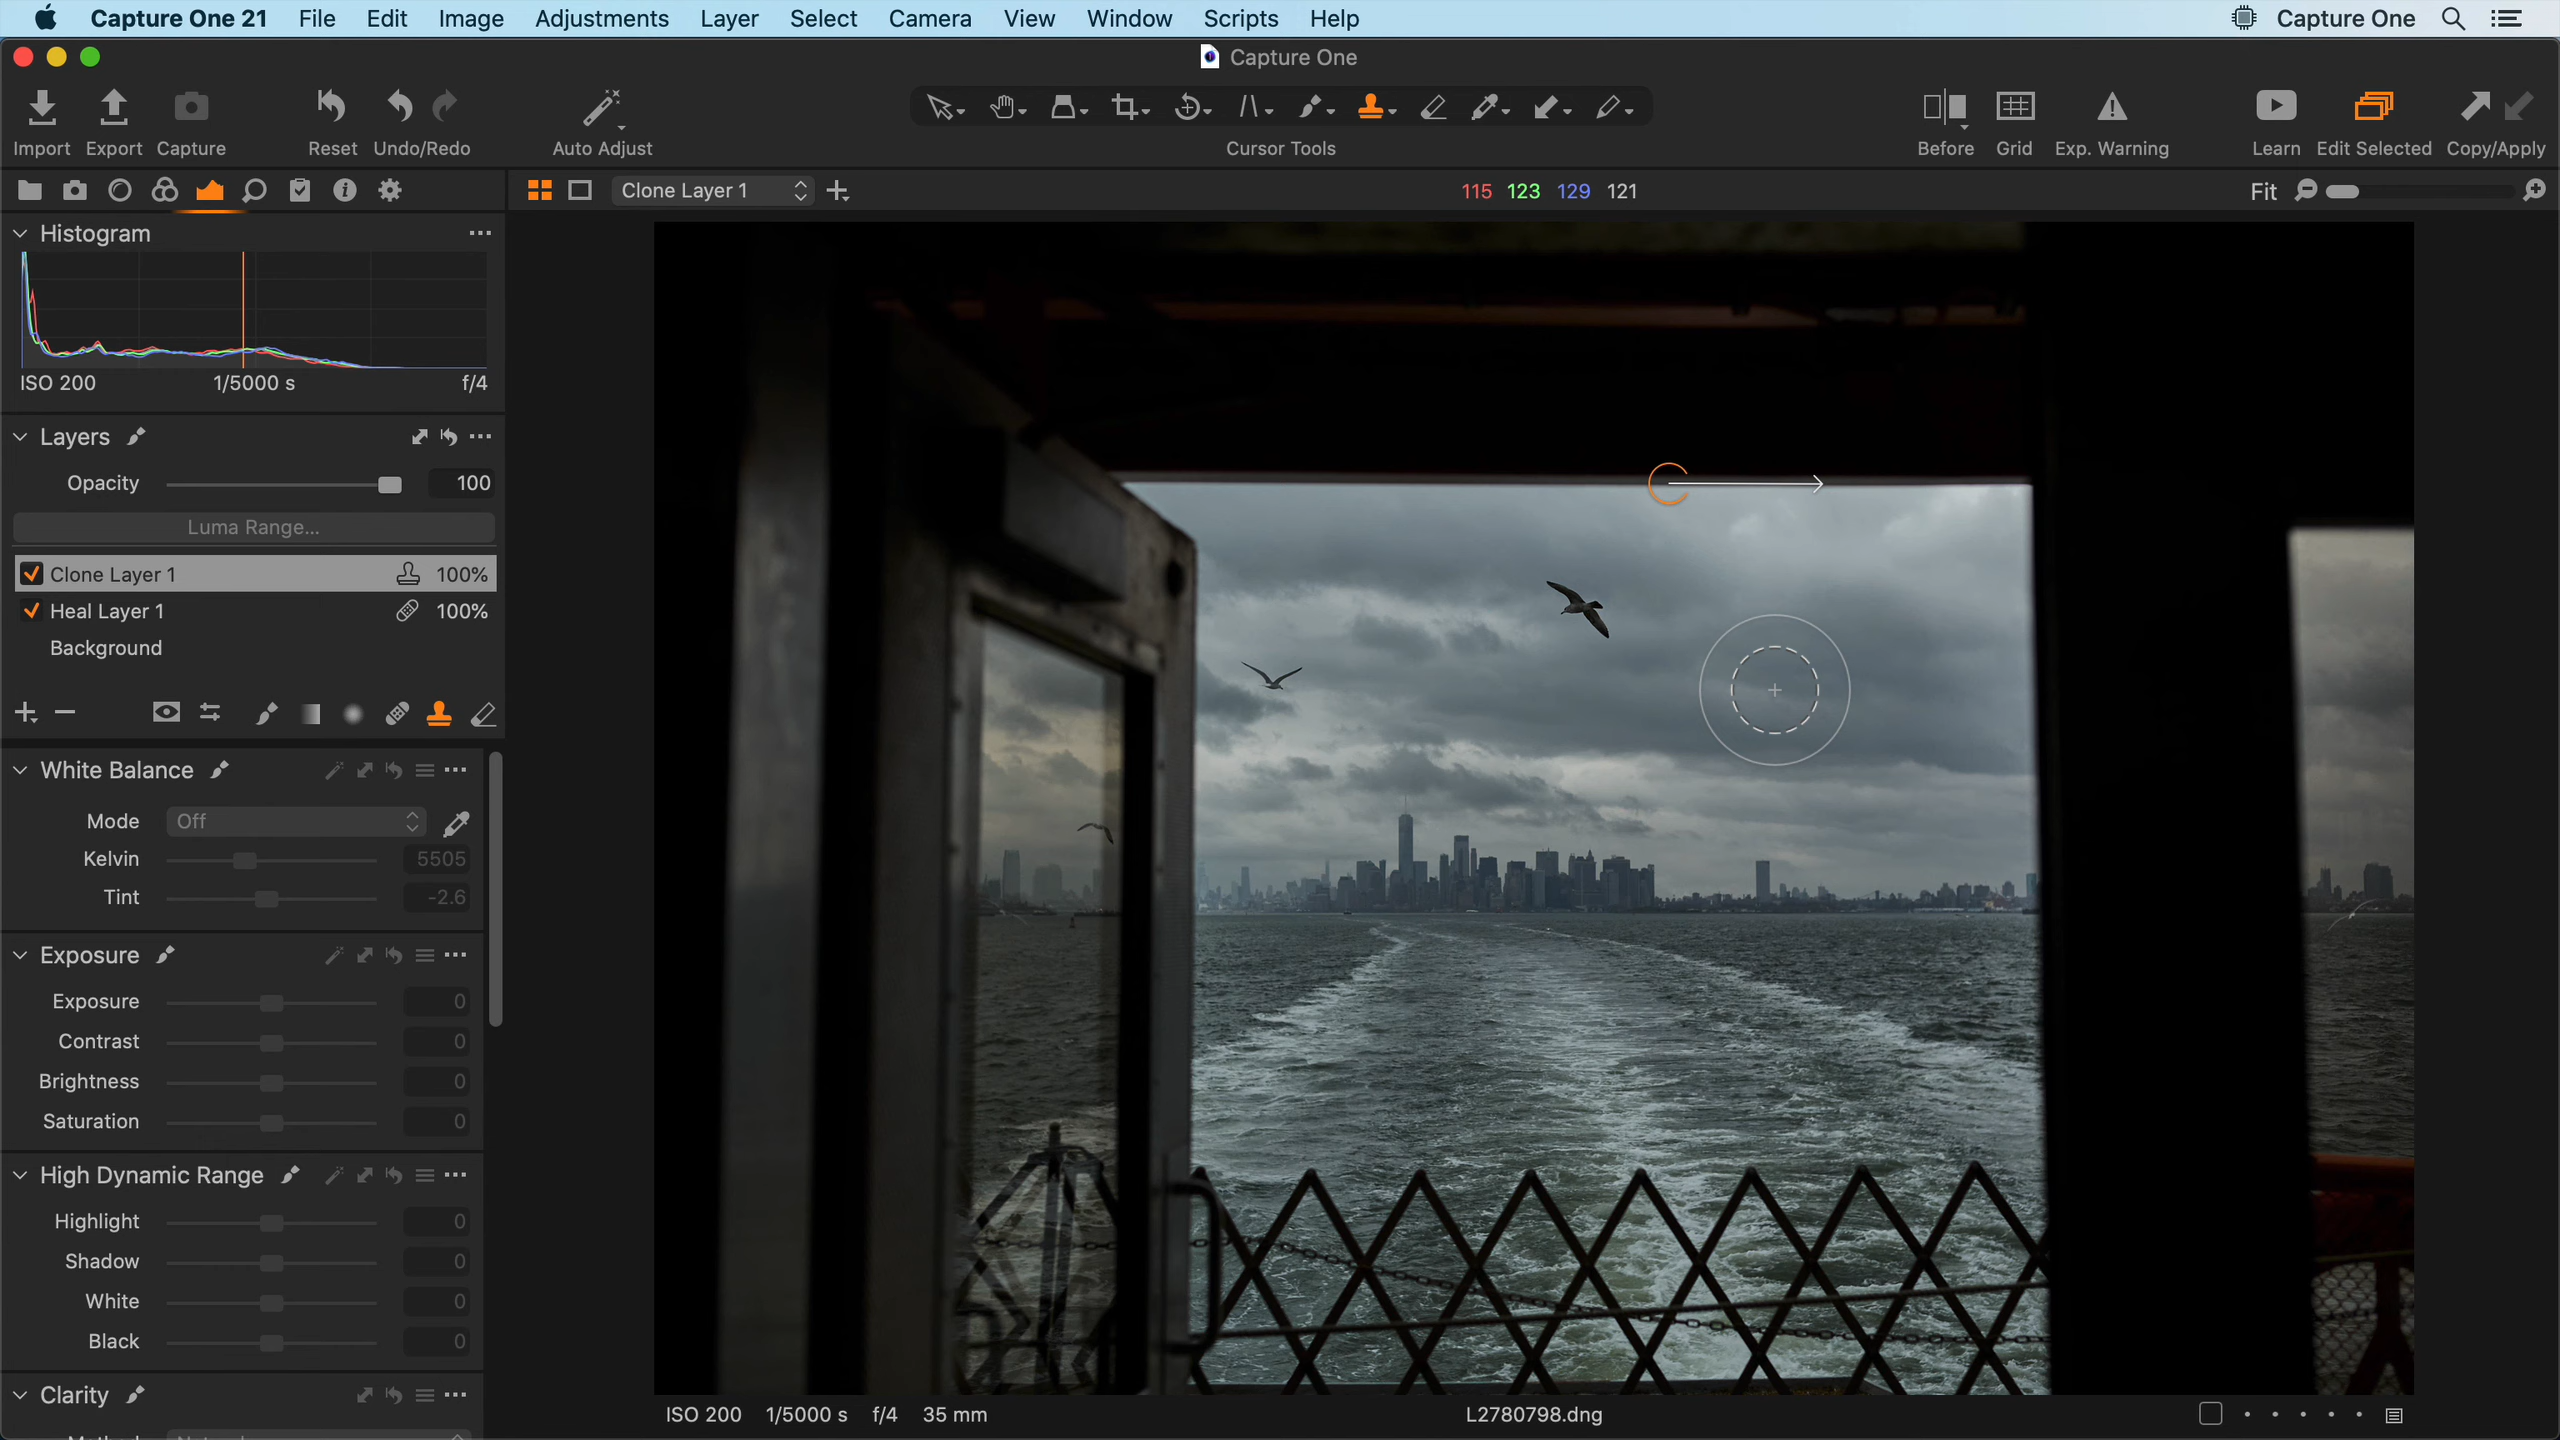 Capture One 21 File Edit Image Adjustments Layer Select Camera View Window Scripts Help Capture One
Capture One
Import Export Capture Reset Undo/Redo Auto Adjust Cursor Tools Before Grid Exp. Warning Learn Edit Selected Copy/Apply
Clone Layer 1 115 123 129 121 Fit
Histogram
ISO 200 1/5000 s f/4
Layers
Opacity 100
Luma Range...
Clone Layer 1 100%
Heal Layer 1 100%
Background
White Balance
Mode Off
Kelvin 5505
Tint -2.6
Exposure
Exposure 0
Contrast 0
Brightness 0
Saturation 0
High Dynamic Range
Highlight 0
Shadow 0
White 0
Black 0
Clarity
ISO 200 1/5000 s f/4 35 mm L2780798.dng